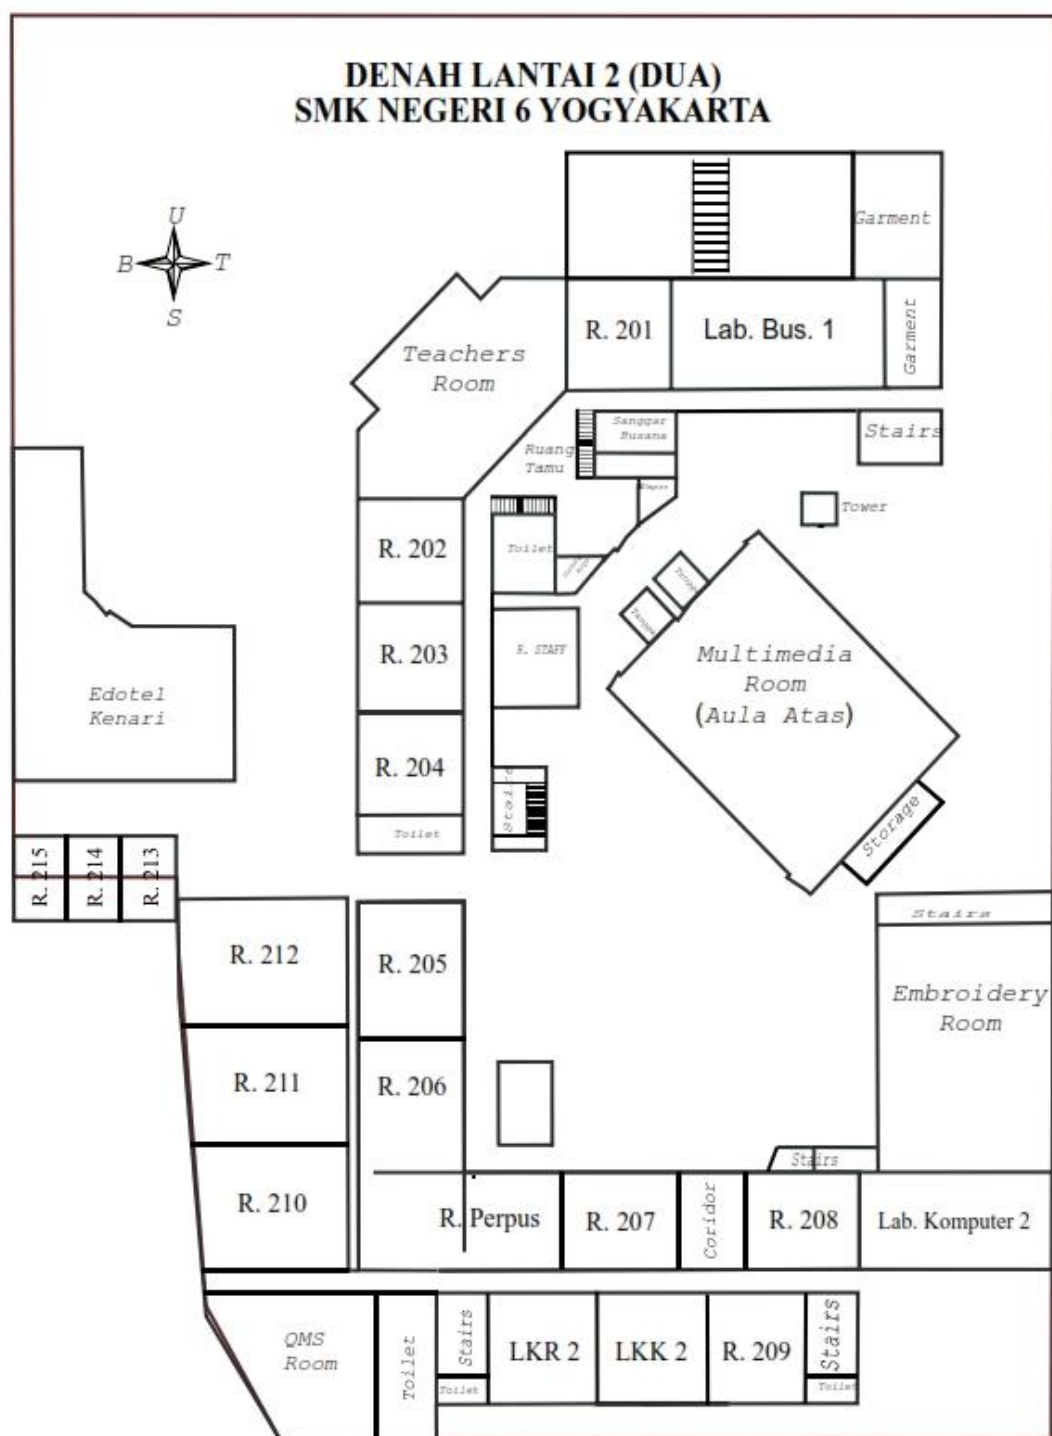 DENAH LANTAI 2 (DUA)
SMK NEGERI 6 YOGYAKARTA
U
B
T
S
Garment
R. 201
Lab. Bus. 1
Garment
Teachers
Room
Sanggar
Busana
Stairs
Ruang
Tamu
Tower
R. 202
Toilet
R. 203
R. STAFF
Tangga
Tangga
Multimedia
Room
(Aula Atas)
Edotel
Kenari
R. 204
Stairs
Toilet
Storage
R. 215
R. 214
R. 213
Stairs
R. 212
R. 205
Embroidery
Room
R. 211
R. 206
Stairs
R. 210
R. Perpus
R. 207
Coridor
R. 208
Lab. Komputer 2
QMS
Room
Toilet
Stairs
Toilet
LKR 2
LKK 2
R. 209
Stairs
Toilet